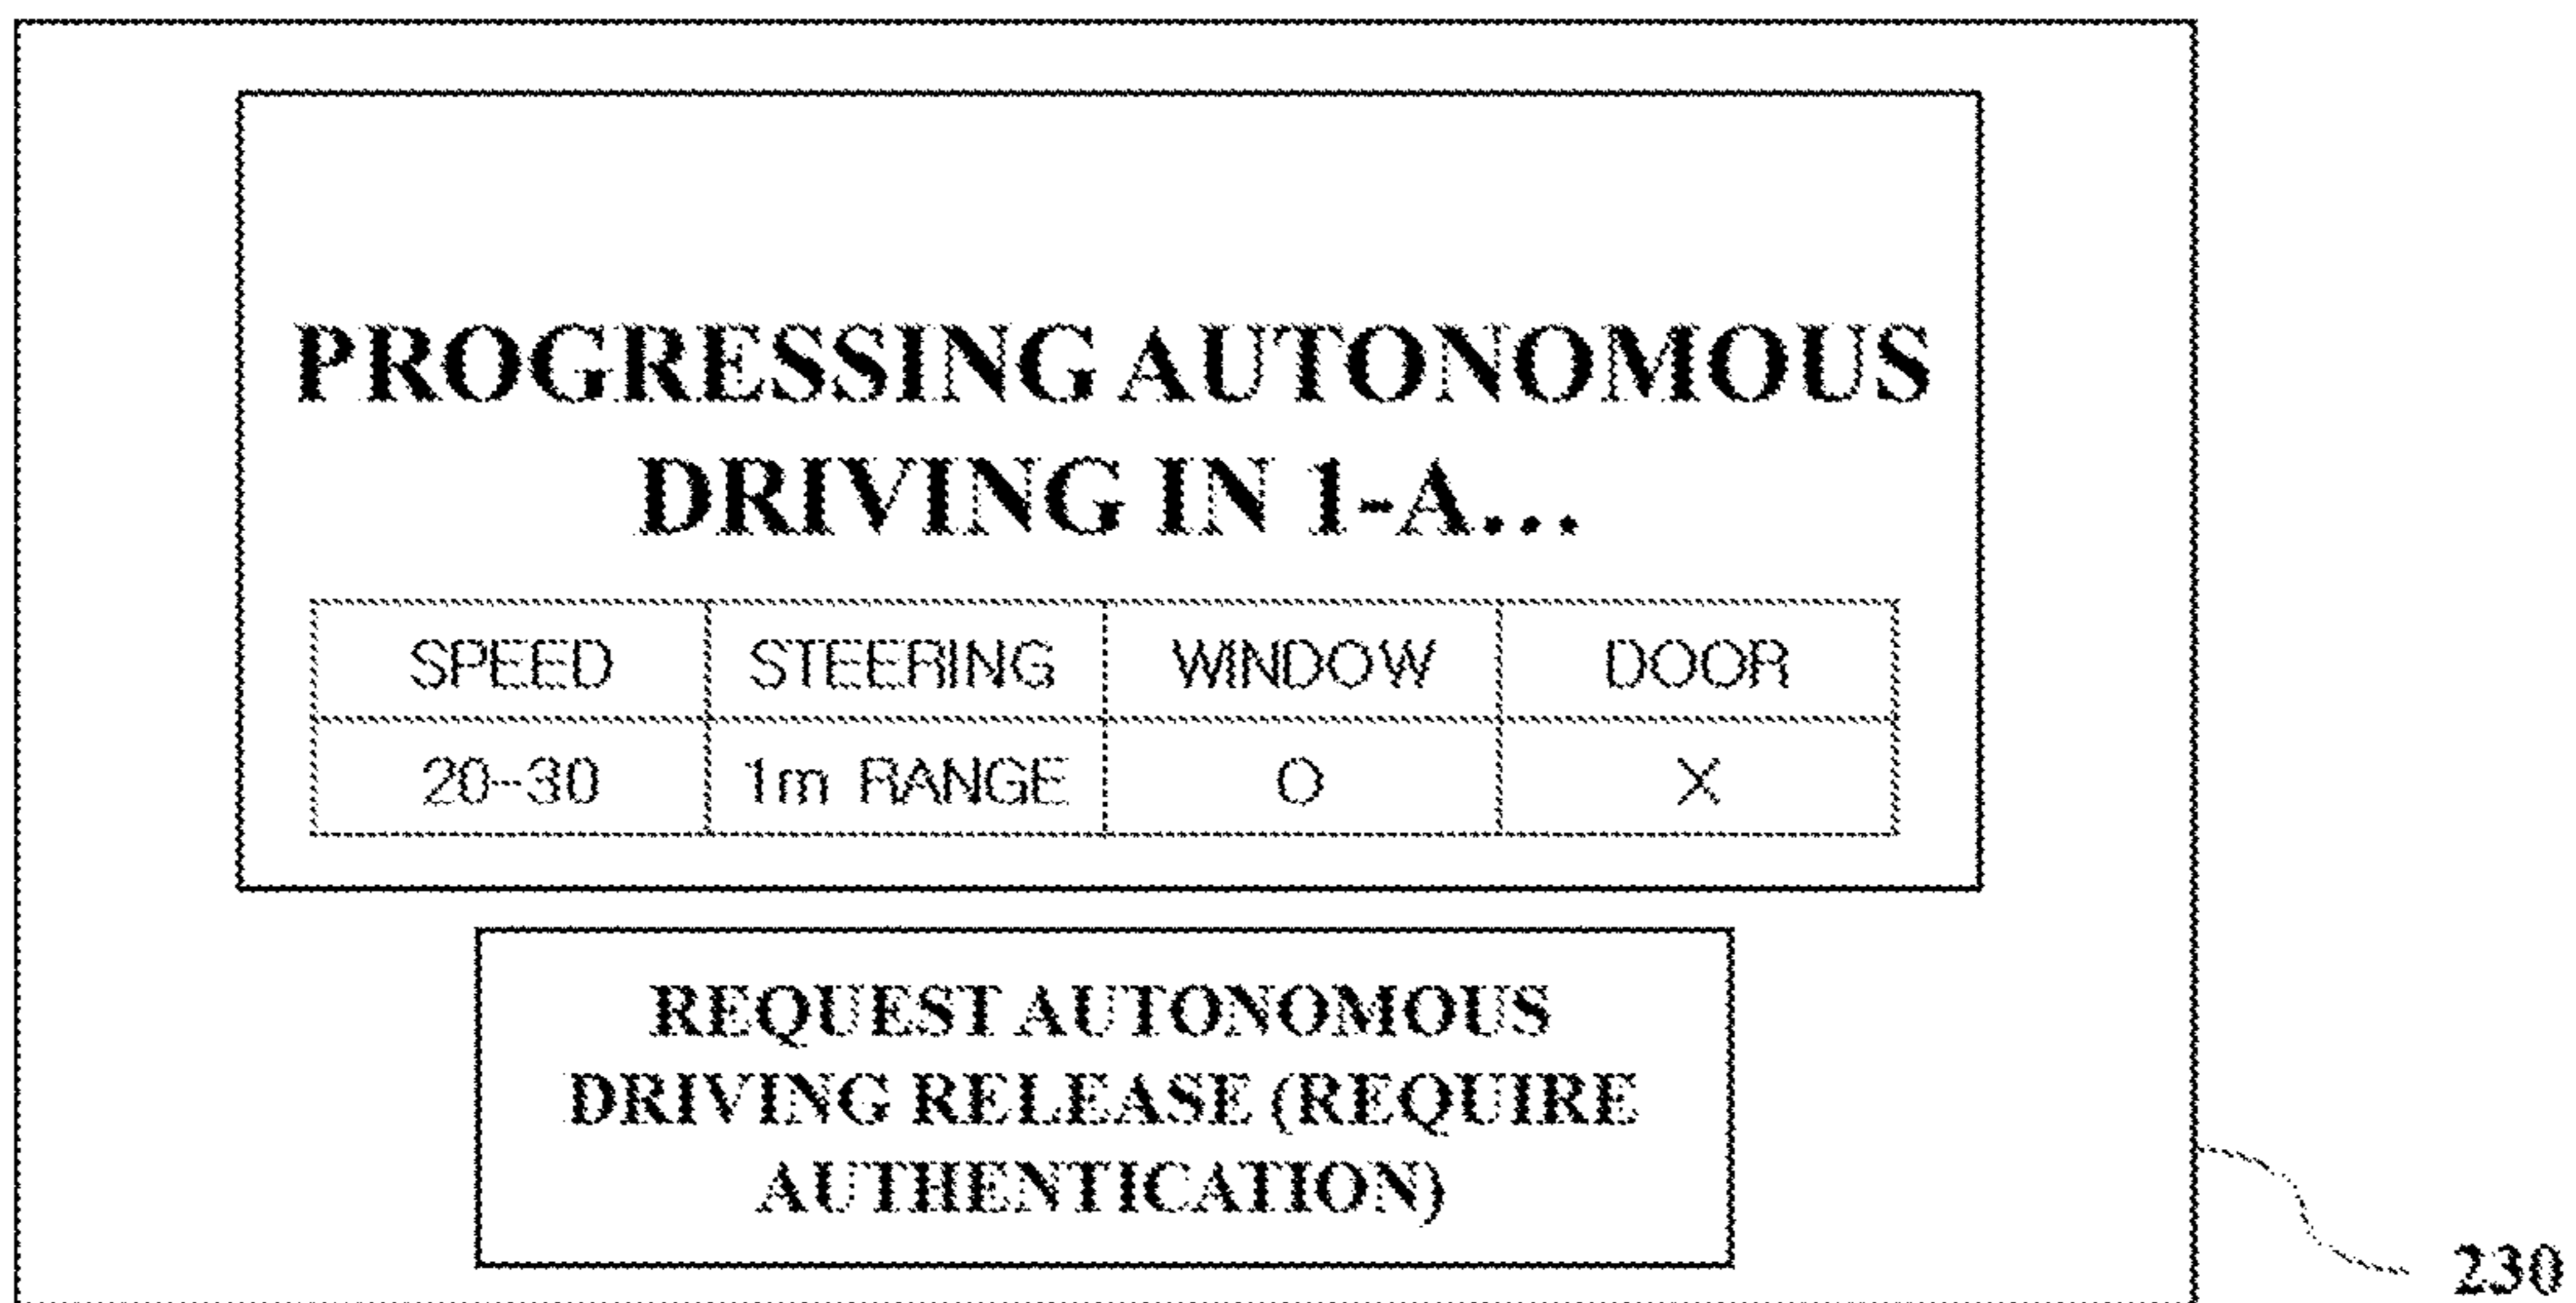 PROGRESSING AUTONOMOUS
DRIVING IN 1-A...
SPEED STEERING WINDOW DOOR
20~30 1m RANGE O X
REQUEST AUTONOMOUS
DRIVING RELEASE (REQUIRE
AUTHENTICATION)
230